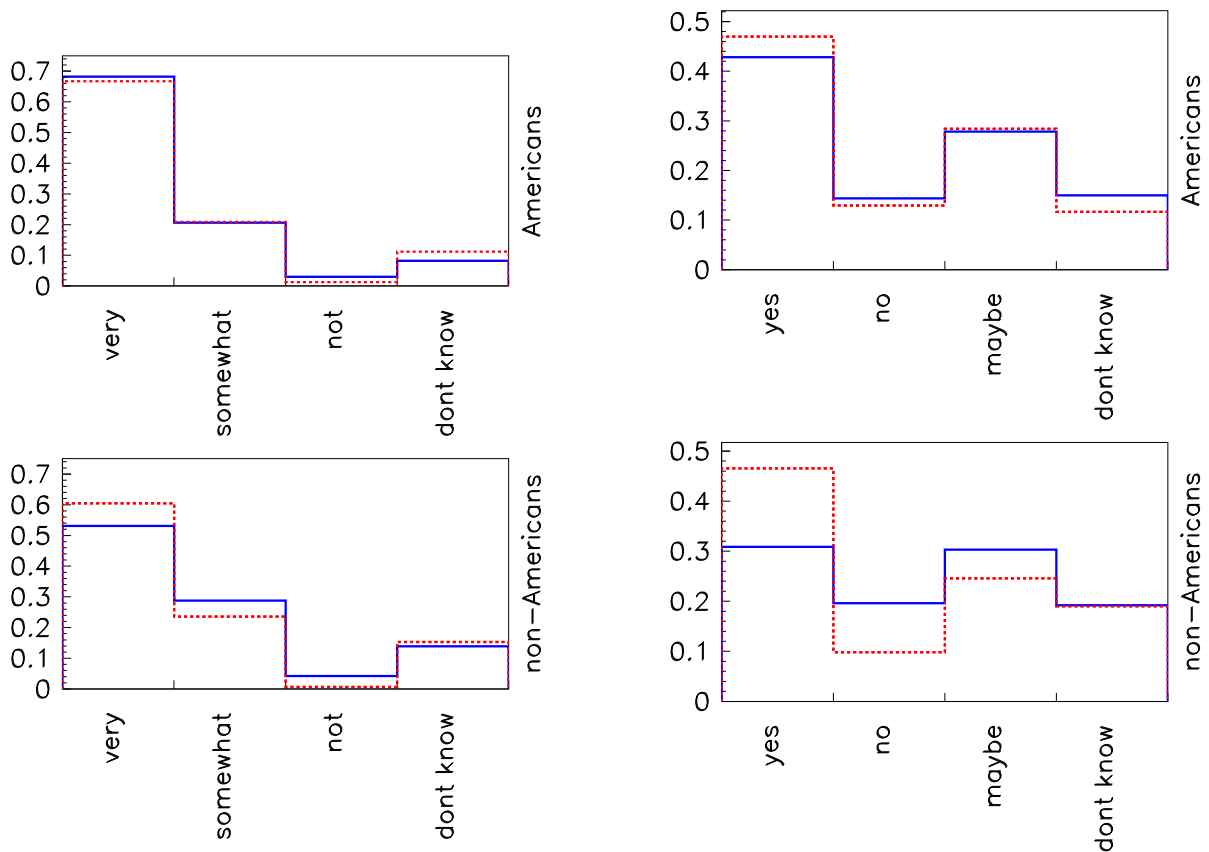 0.7
0.6
0.5
0.4
0.3
0.2
0.1
0
very
somewhat
not
dont know
Americans
0.5
0.4
0.3
0.2
0.1
0
yes
no
maybe
dont know
Americans
0.7
0.6
0.5
0.4
0.3
0.2
0.1
0
very
somewhat
not
dont know
non-Americans
0.5
0.4
0.3
0.2
0.1
0
yes
no
maybe
dont know
non-Americans